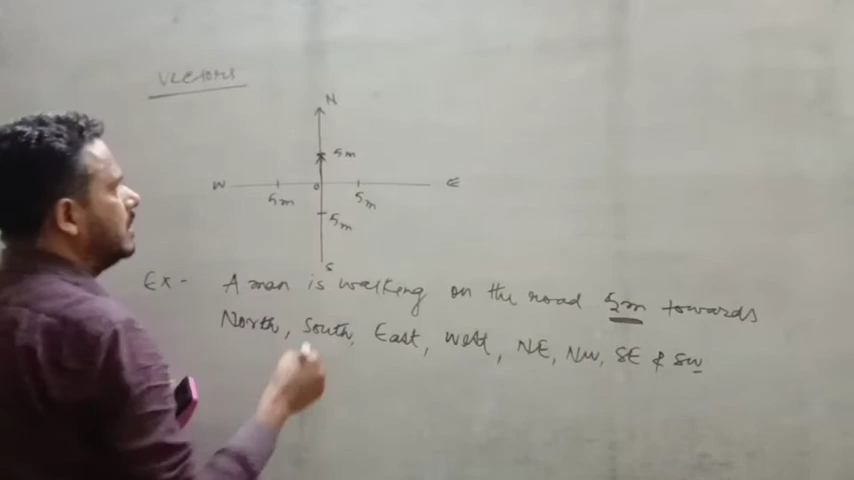 Vectors
N
5m
W
O
E
5m
5m
5m
S
Ex - A man is walking on the road 5m towards
North, South, East, West, NE, NW, SE & SW